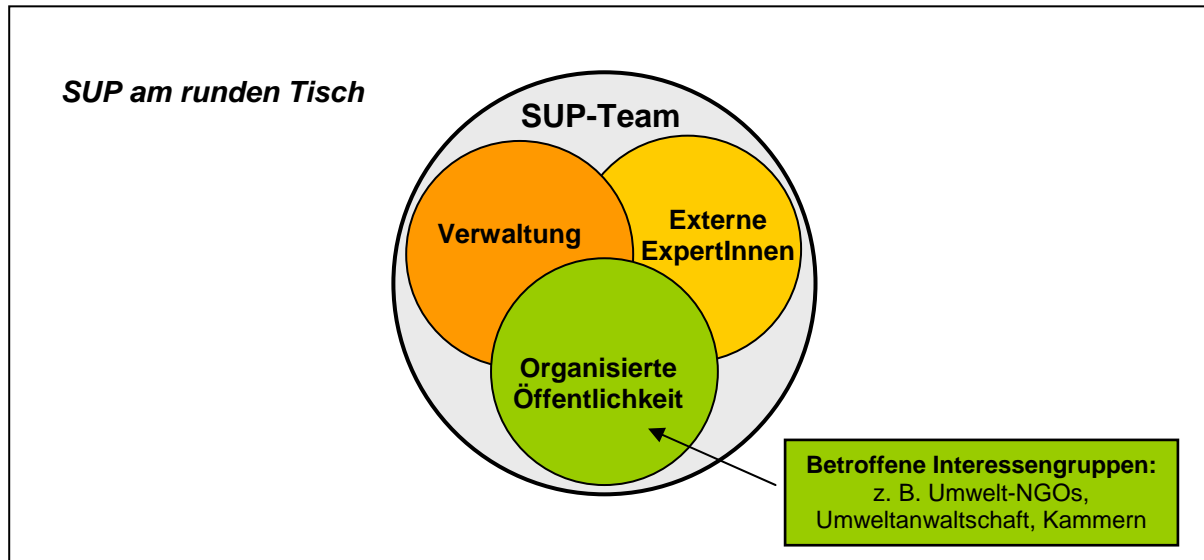 SUP am runden Tisch
SUP-Team
Verwaltung
Externe
ExpertInnen
Organisierte
Öffentlichkeit
Betroffene Interessengruppen:
z. B. Umwelt-NGOs,
Umweltanwaltschaft, Kammern